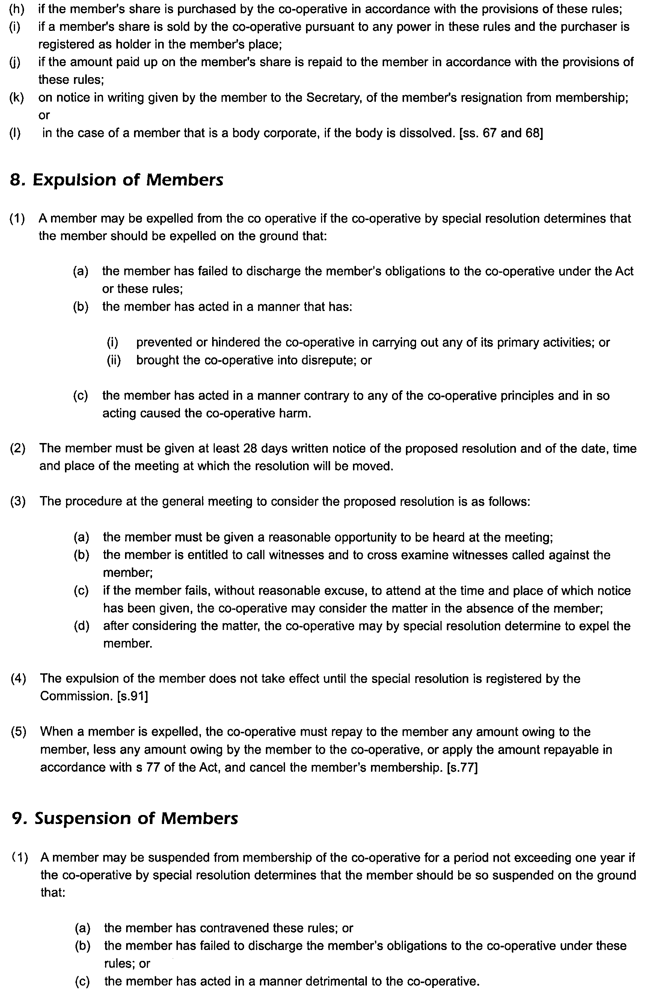 (h) if the member's share is purchased by the co-operative in accordance with the provisions of these rules;
(i) if a member's share is sold by the co-operative pursuant to any power in these rules and the purchaser is
registered as holder in the member's place;
(j) if the amount paid up on the member's share is repaid to the member in accordance with the provisions of
these rules;
(k) on notice in writing given by the member to the Secretary, of the member's resignation from membership;
or
(l) in the case of a member that is a body corporate, if the body is dissolved. [ss. 67 and 68]
8. Expulsion of Members
(1) A member may be expelled from the co operative if the co-operative by special resolution determines that
the member should be expelled on the ground that:
(a) the member has failed to discharge the member's obligations to the co-operative under the Act
or these rules;
(b) the member has acted in a manner that has:
(i) prevented or hindered the co-operative in carrying out any of its primary activities; or
(ii) brought the co-operative into disrepute; or
(c) the member has acted in a manner contrary to any of the co-operative principles and in so
acting caused the co-operative harm.
(2) The member must be given at least 28 days written notice of the proposed resolution and of the date, time
and place of the meeting at which the resolution will be moved.
(3) The procedure at the general meeting to consider the proposed resolution is as follows:
(a) the member must be given a reasonable opportunity to be heard at the meeting;
(b) the member is entitled to call witnesses and to cross examine witnesses called against the
member;
(c) if the member fails, without reasonable excuse, to attend at the time and place of which notice
has been given, the co-operative may consider the matter in the absence of the member;
(d) after considering the matter, the co-operative may by special resolution determine to expel the
member.
(4) The expulsion of the member does not take effect until the special resolution is registered by the
Commission. [s.91]
(5) When a member is expelled, the co-operative must repay to the member any amount owing to the
member, less any amount owing by the member to the co-operative, or apply the amount repayable in
accordance with s 77 of the Act, and cancel the member's membership. [s.77]
9. Suspension of Members
(1) A member may be suspended from membership of the co-operative for a period not exceeding one year if
the co-operative by special resolution determines that the member should be so suspended on the ground
that:
(a) the member has contravened these rules; or
(b) the member has failed to discharge the member's obligations to the co-operative under these
rules; or
(c) the member has acted in a manner detrimental to the co-operative.